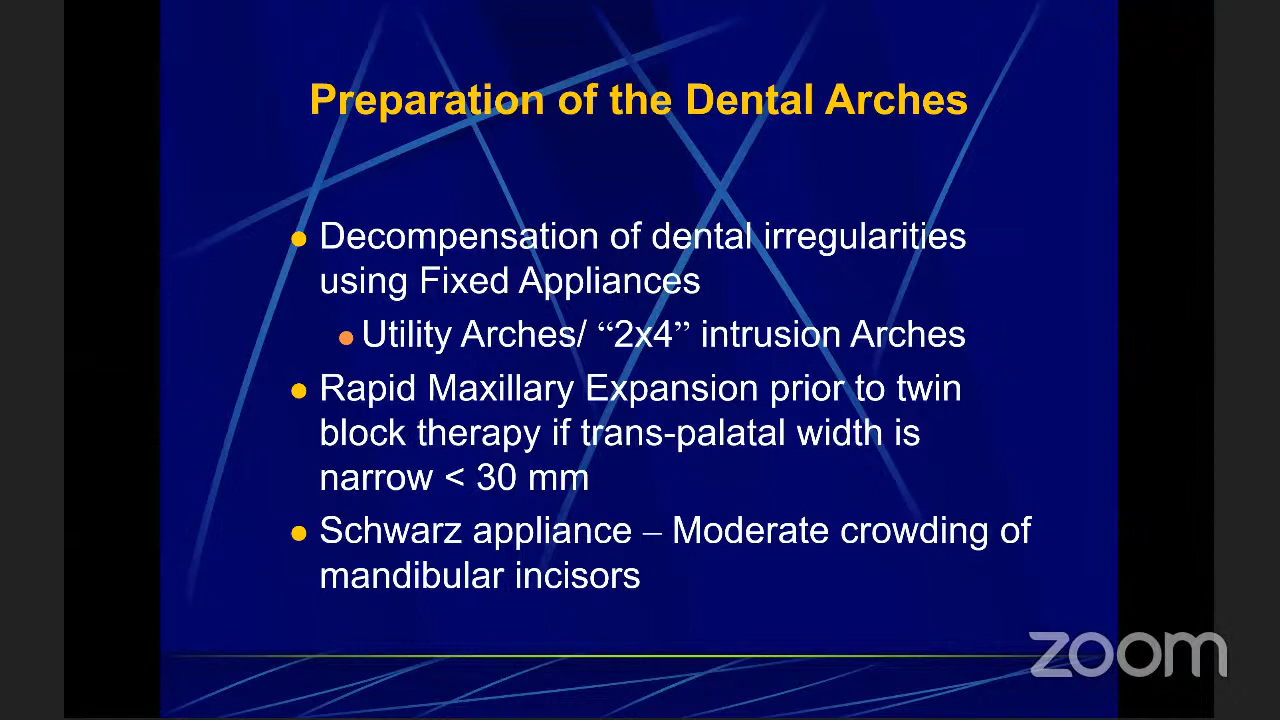 Preparation of the Dental Arches
Decompensation of dental irregularities
using Fixed Appliances
Utility Arches/ “2x4” intrusion Arches
Rapid Maxillary Expansion prior to twin
block therapy if trans-palatal width is
narrow < 30 mm
Schwarz appliance – Moderate crowding of
mandibular incisors
zoom